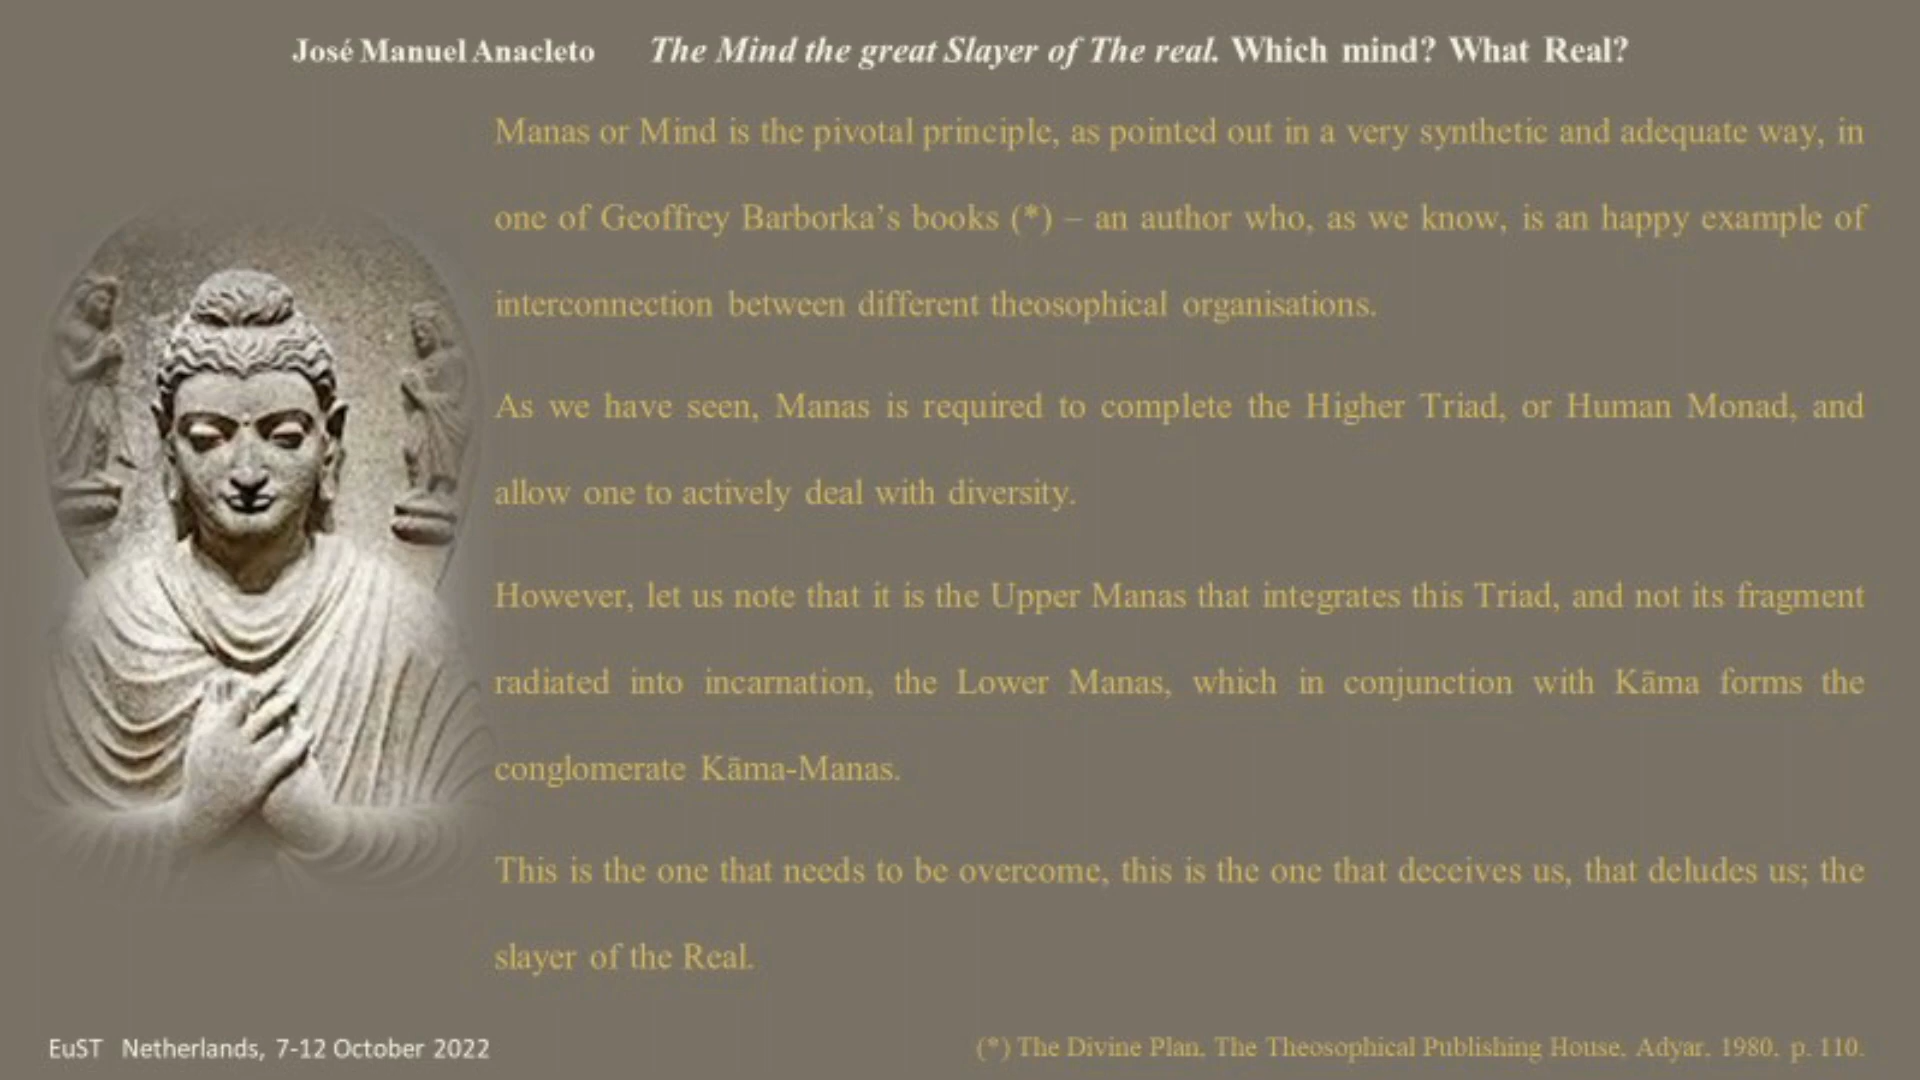 José Manuel Anacleto The Mind the great Slayer of The real. Which mind? What Real?
Manas or Mind is the pivotal principle, as pointed out in a very synthetic and adequate way, in
one of Geoffrey Barborka’s books (*) – an author who, as we know, is an happy example of
interconnection between different theosophical organisations.
As we have seen, Manas is required to complete the Higher Triad, or Human Monad, and
allow one to actively deal with diversity.
However, let us note that it is the Upper Manas that integrates this Triad, and not its fragment
radiated into incarnation, the Lower Manas, which in conjunction with Kāma forms the
conglomerate Kāma-Manas.
This is the one that needs to be overcome, this is the one that deceives us, that deludes us; the
slayer of the Real.
EuST Netherlands, 7-12 October 2022
(*) The Divine Plan. The Theosophical Publishing House. Adyar. 1980. p. 110.